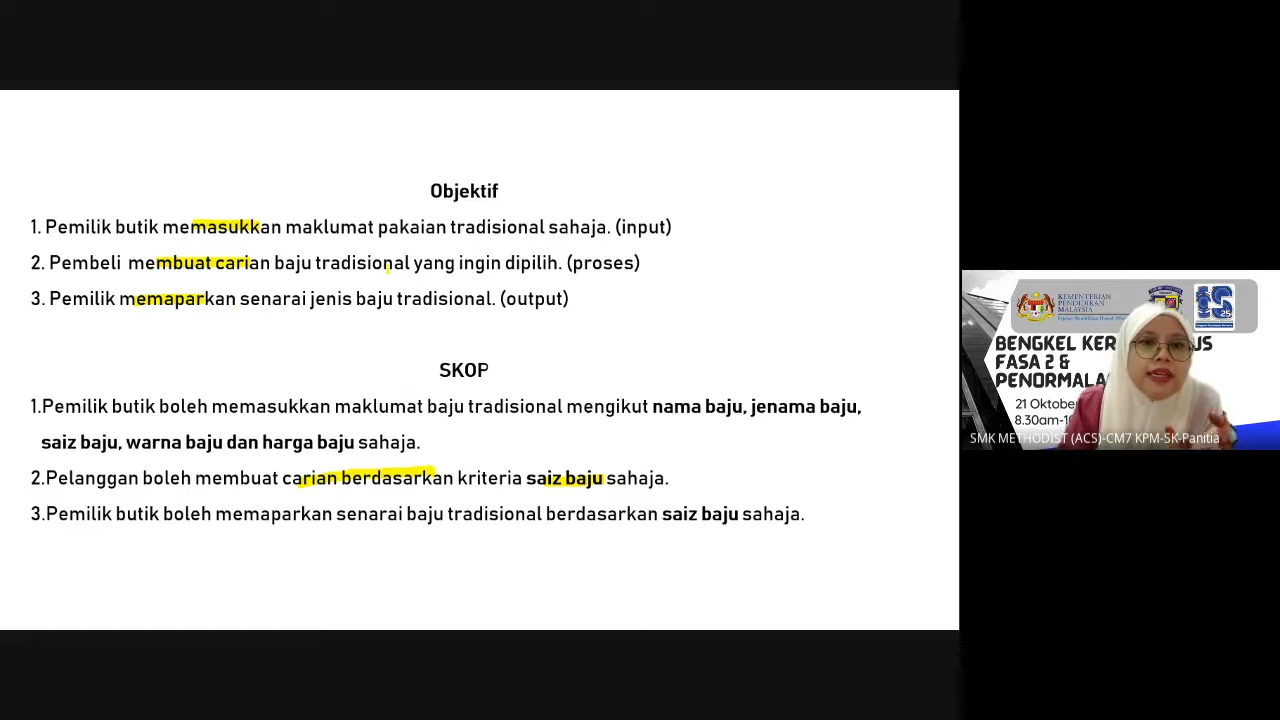 Objektif
1. Pemilik butik memasukkan maklumat pakaian tradisional sahaja. (input)
2. Pembeli membuat carian baju tradisional yang ingin dipilih. (proses)
3. Pemilik memaparkan senarai jenis baju tradisional. (output)
SKOP
1.Pemilik butik boleh memasukkan maklumat baju tradisional mengikut nama baju, jenama baju,
saiz baju, warna baju dan harga baju sahaja.
2.Pelanggan boleh membuat carian berdasarkan kriteria saiz baju sahaja.
3.Pemilik butik boleh memaparkan senarai baju tradisional berdasarkan saiz baju sahaja.
KEMENTERIAN
PENDIDIKAN
MALAYSIA
25
BENGKEL KER US
FASA 2 &
PENORMALA
21 Oktobe
8.30am-1
SMK METHODIST (ACS)-CM7 KPM-SK-Panitia